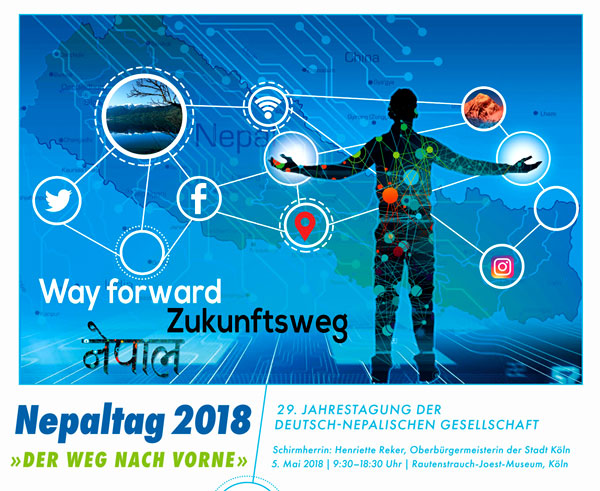 China
Nepal
Way forward
Zukunftsweg
नेपाल
Nepaltag 2018
»DER WEG NACH VORNE»
29. JAHRESTAGUNG DER
DEUTSCH-NEPALISCHEN GESELLSCHAFT
Schirmherrin: Henriette Reker, Oberbürgermeisterin der Stadt Köln
5. Mai 2018 | 9:30–18:30 Uhr | Rautenstrauch-Joest-Museum, Köln